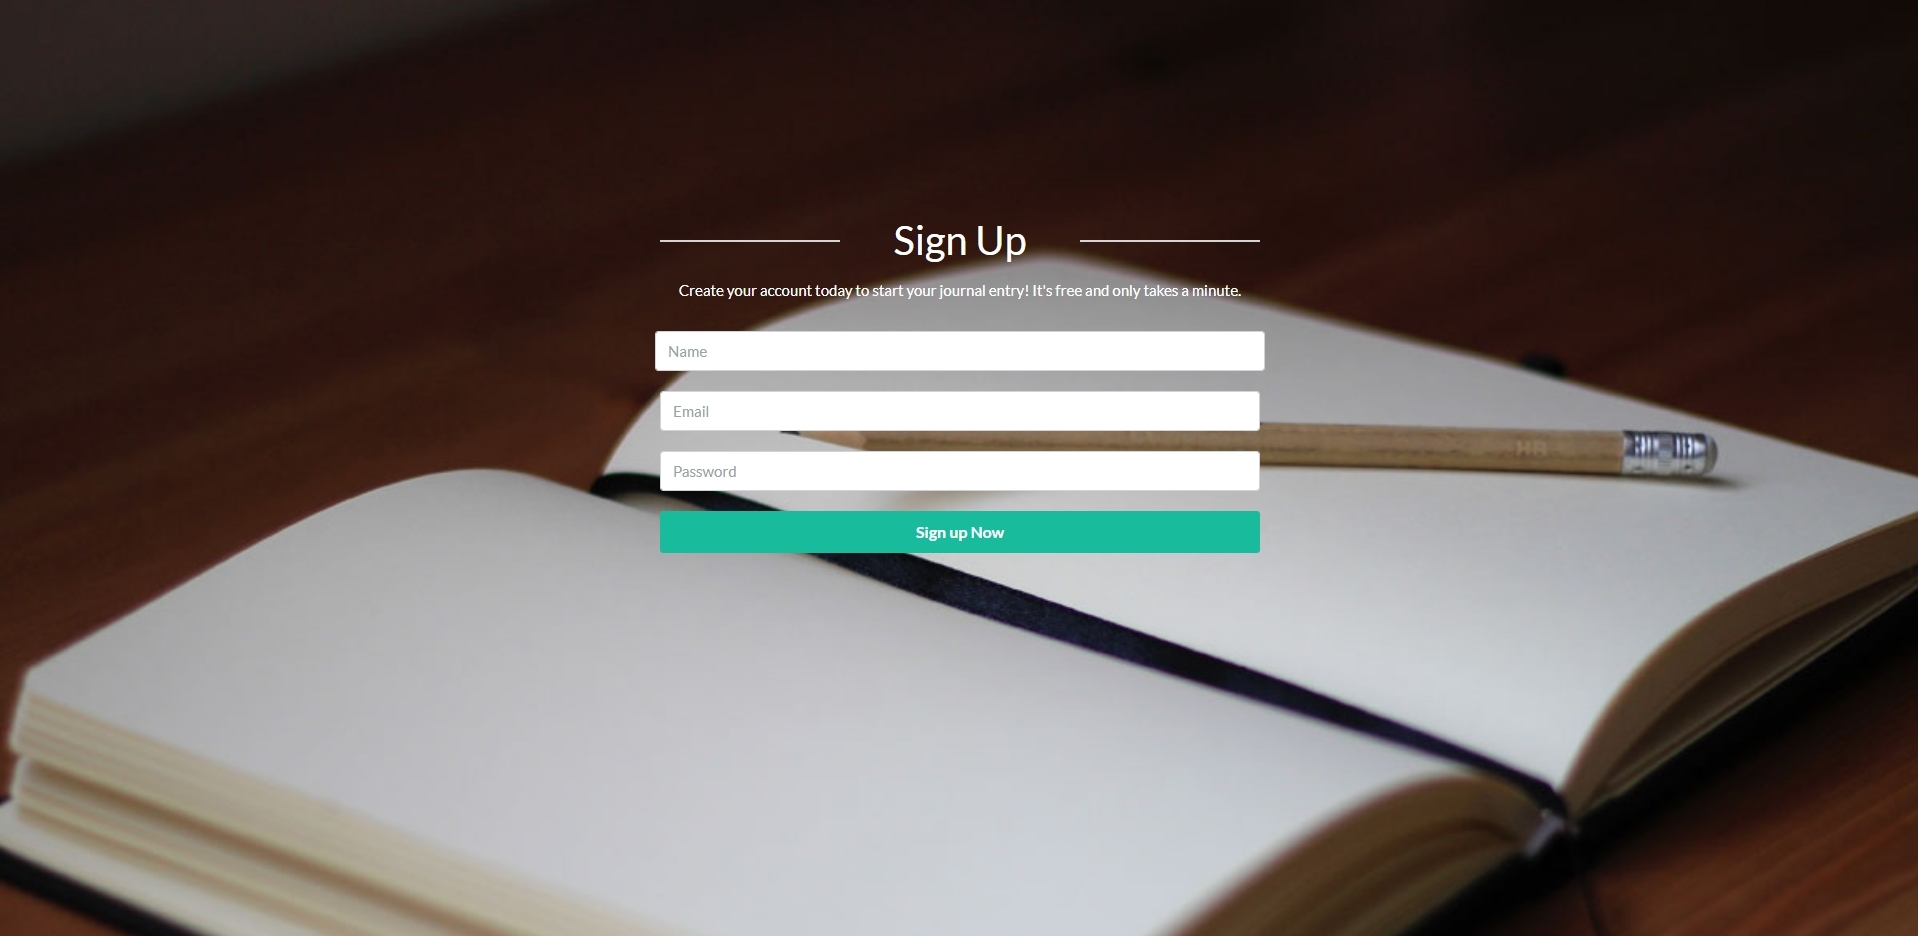 Sign Up
Create your account today to start your journal entry! It's free and only takes a minute.
Name
Email
Password
Sign up Now
HB